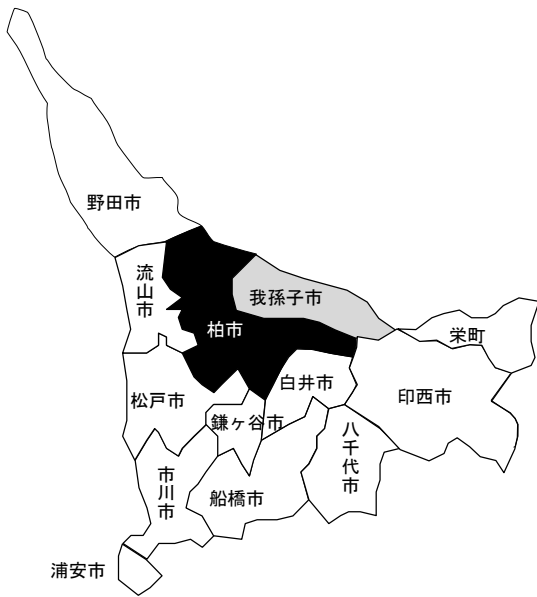 野田市
流山市
我孫子市
柏市
栄町
松戸市
白井市
印西市
鎌ヶ谷市
八千代市
市川市
船橋市
浦安市